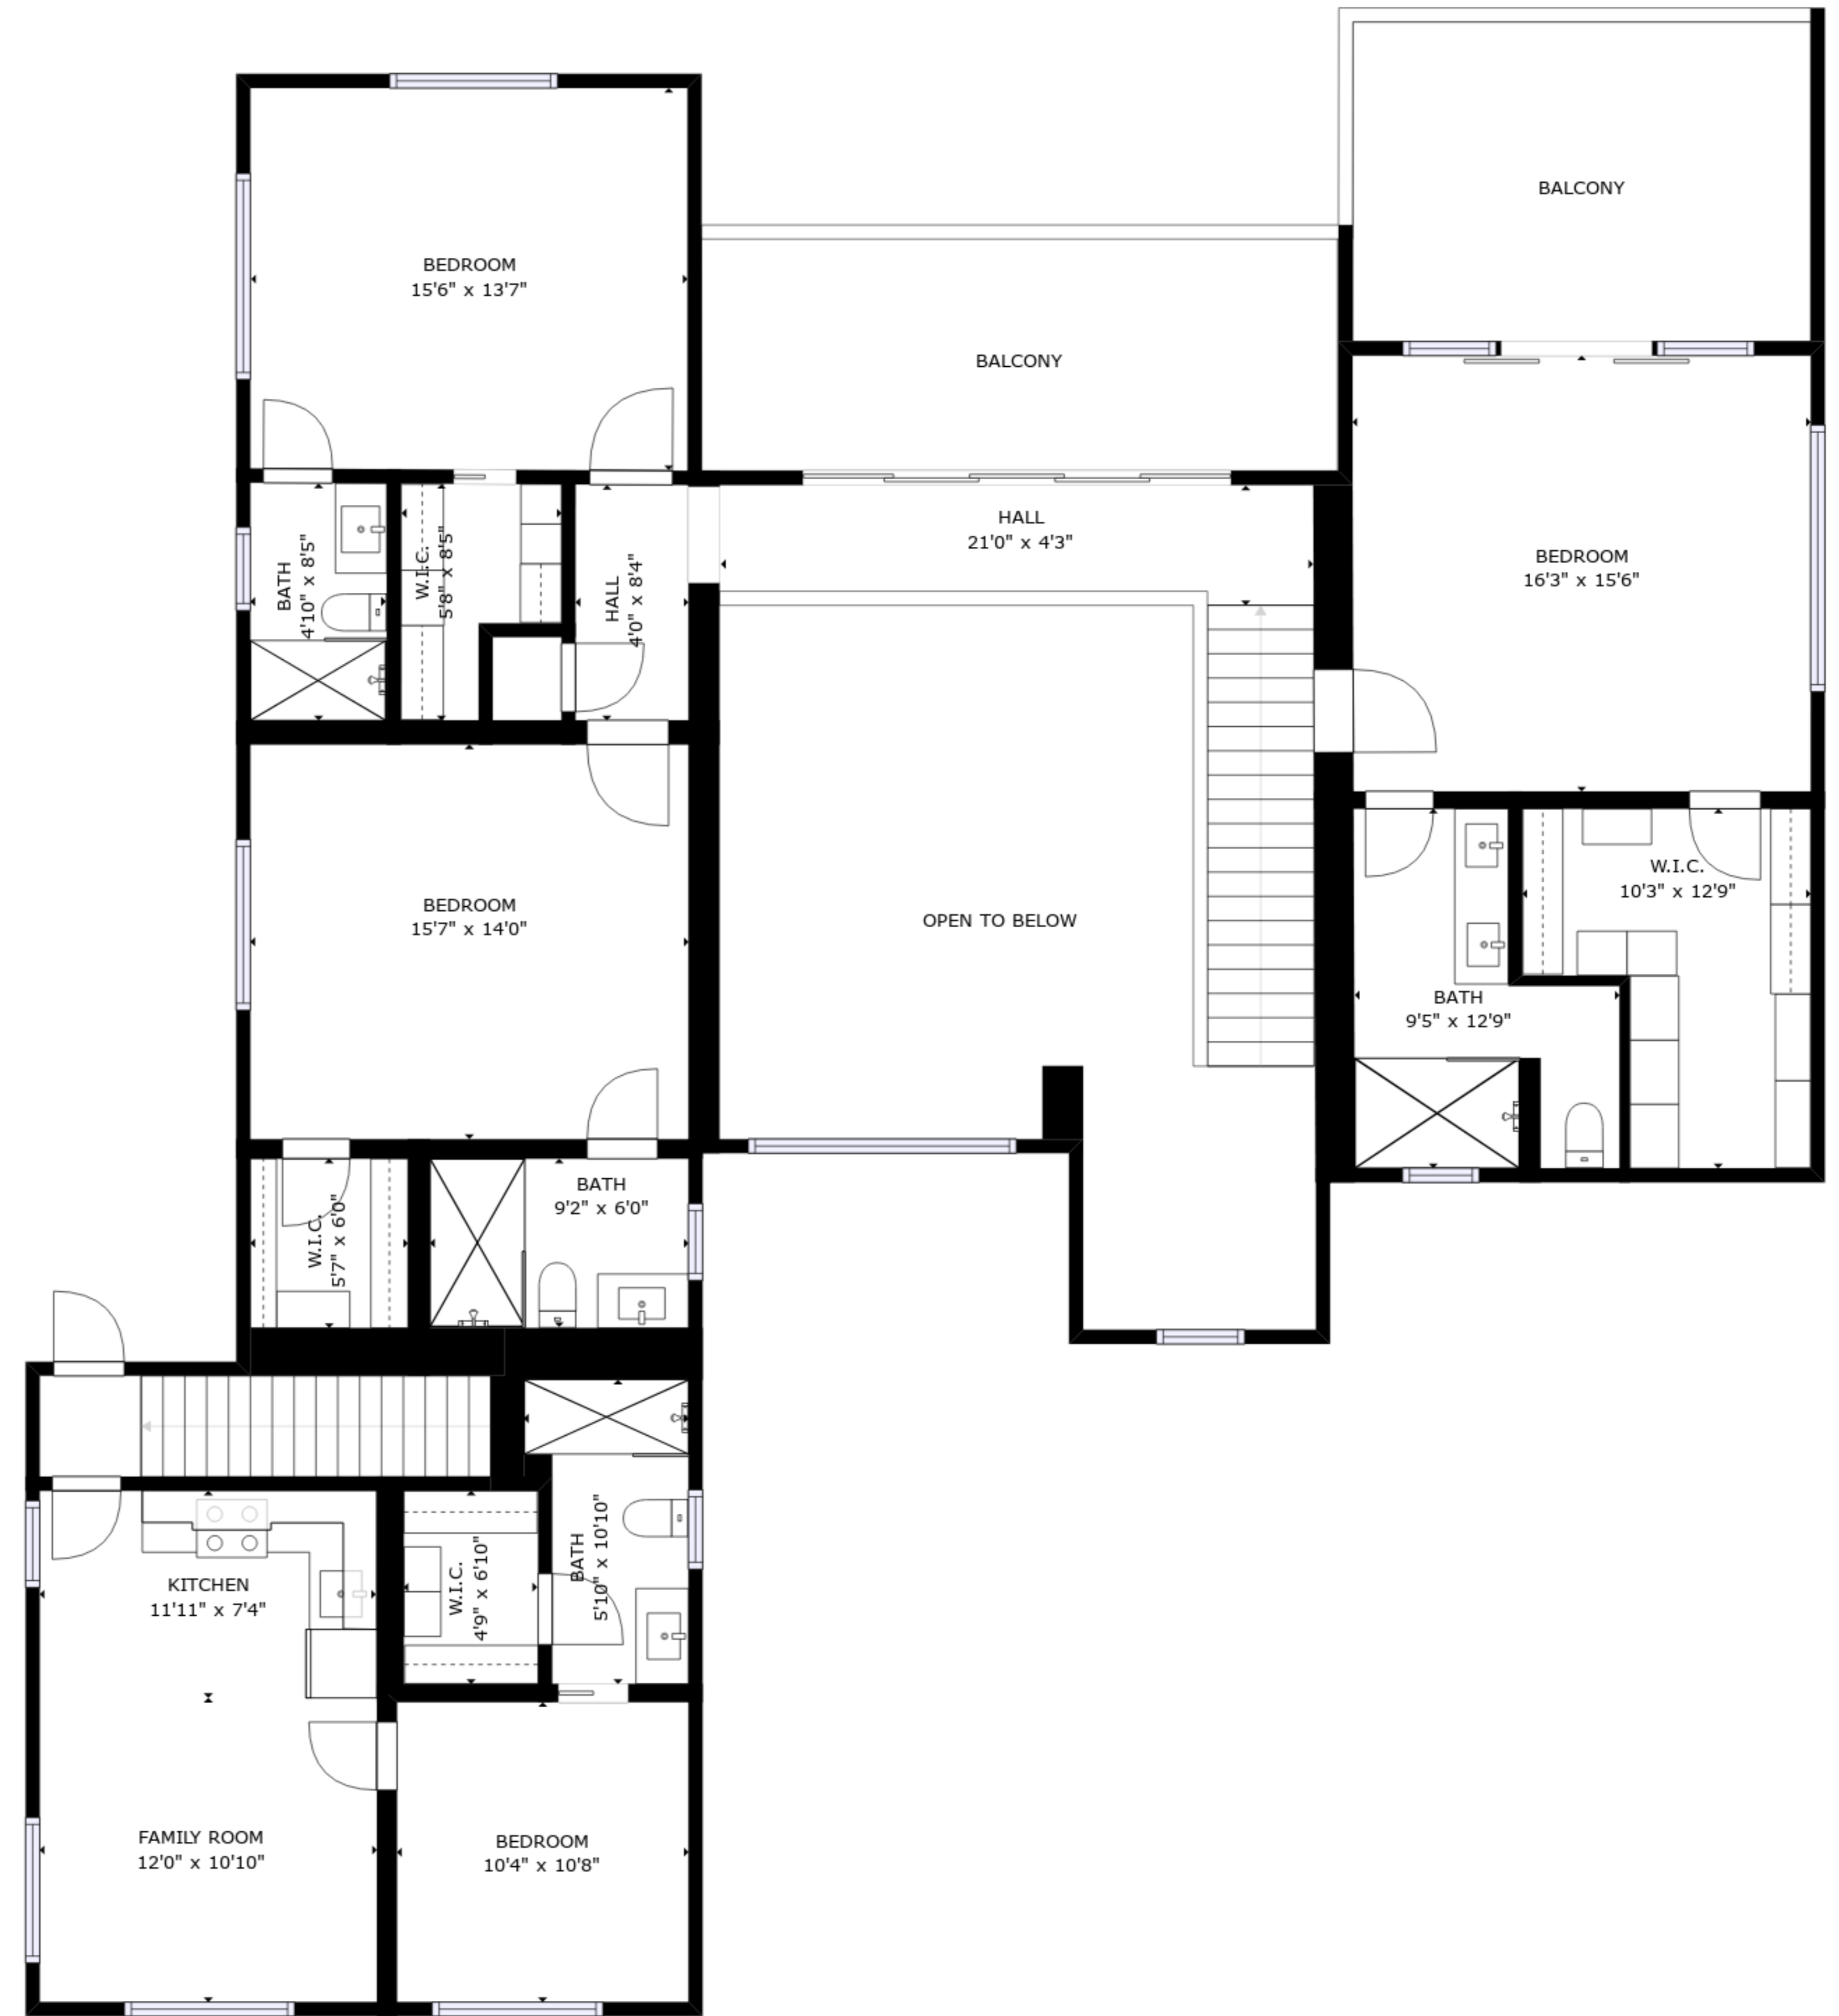 BALCONY
BEDROOM
15'6" x 13'7"
BALCONY
HALL
21'0" x 4'3"
BEDROOM
16'3" x 15'6"
BATH
4'10" x 8'5"
W.I.C.
5'8" x 8'5"
HALL
4'0" x 8'4"
BEDROOM
15'7" x 14'0"
OPEN TO BELOW
W.I.C.
10'3" x 12'9"
BATH
9'5" x 12'9"
W.I.C.
5'7" x 6'0"
BATH
9'2" x 6'0"
KITCHEN
11'11" x 7'4"
W.I.C.
4'9" x 6'10"
BATH
5'10" x 10'10"
FAMILY ROOM
12'0" x 10'10"
BEDROOM
10'4" x 10'8"